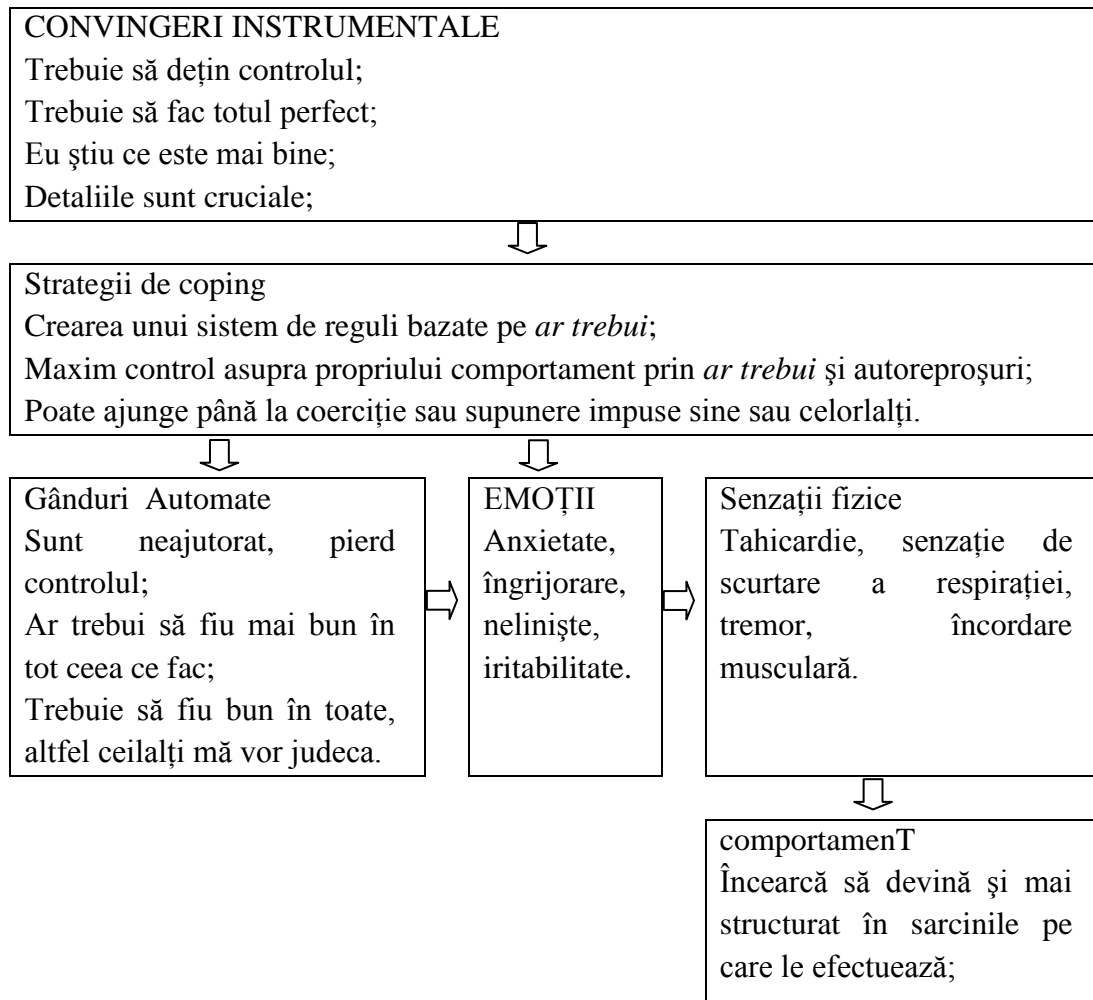 CONVINGERI INSTRUMENTALE
Trebuie să dețin controlul;
Trebuie să fac totul perfect;
Eu ştiu ce este mai bine;
Detaliile sunt cruciale;
Strategii de coping
Crearea unui sistem de reguli bazate pe ar trebui;
Maxim control asupra propriului comportament prin ar trebui şi autoreproşuri;
Poate ajunge până la coerciție sau supunere impuse sine sau celorlalți.
Gânduri Automate
Sunt neajutorat, pierd
controlul;
Ar trebui să fiu mai bun în
tot ceea ce fac;
Trebuie să fiu bun în toate,
altfel ceilalți mă vor judeca.
EMOȚII
Anxietate,
îngrijorare,
nelinişte,
iritabilitate.
Senzații fizice
Tahicardie, senzație de
scurtare a respirației,
tremor, încordare
musculară.
comportamenT
Încearcă să devină şi mai
structurat în sarcinile pe
care le efectuează;